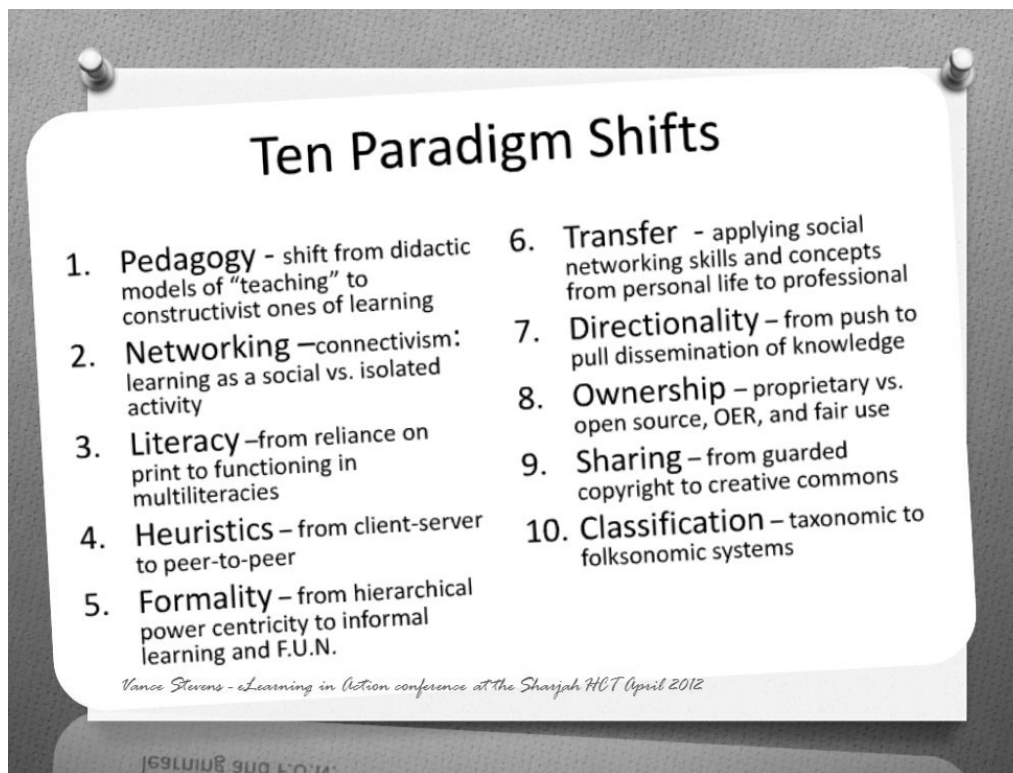 Ten Paradigm Shifts
1. Pedagogy - shift from didactic
models of “teaching” to
constructivist ones of learning
2. Networking –connectivism:
learning as a social vs. isolated
activity
3. Literacy –from reliance on
print to functioning in
multiliteracies
4. Heuristics – from client-server
to peer-to-peer
5. Formality – from hierarchical
power centricity to informal
learning and F.U.N.
6. Transfer - applying social
networking skills and concepts
from personal life to professional
7. Directionality – from push to
pull dissemination of knowledge
8. Ownership – proprietary vs.
open source, OER, and fair use
9. Sharing – from guarded
copyright to creative commons
10. Classification – taxonomic to
folksonomic systems
Vance Stevens - eLearning in Action conference at the Sharjah HCT April 2012
learning and F.U.N.